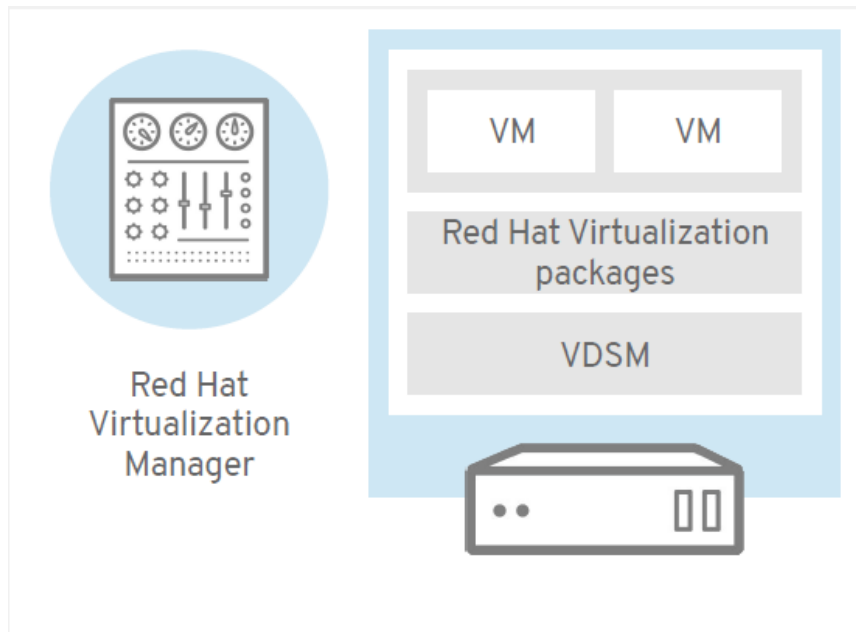 VM
VM
Red Hat Virtualization
packages
VDSM
Red Hat
Virtualization
Manager